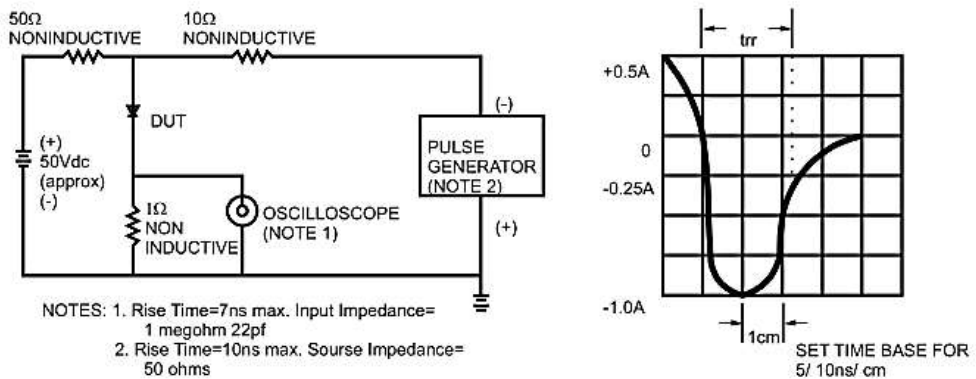 50Ω
NONINDUCTIVE
10Ω
NONINDUCTIVE
DUT
(+)
50Vdc
(approx)
(-)
1Ω
NON
INDUCTIVE
OSCILLOSCOPE
(NOTE 1)
(-)
PULSE
GENERATOR
(NOTE 2)
(+)
NOTES: 1. Rise Time=7ns max. Input Impedance=
1 megohm 22pf
2. Rise Time=10ns max. Sourse Impedance=
50 ohms
trr
+0.5A
0
-0.25A
-1.0A
1cm
SET TIME BASE FOR
5/ 10ns/ cm